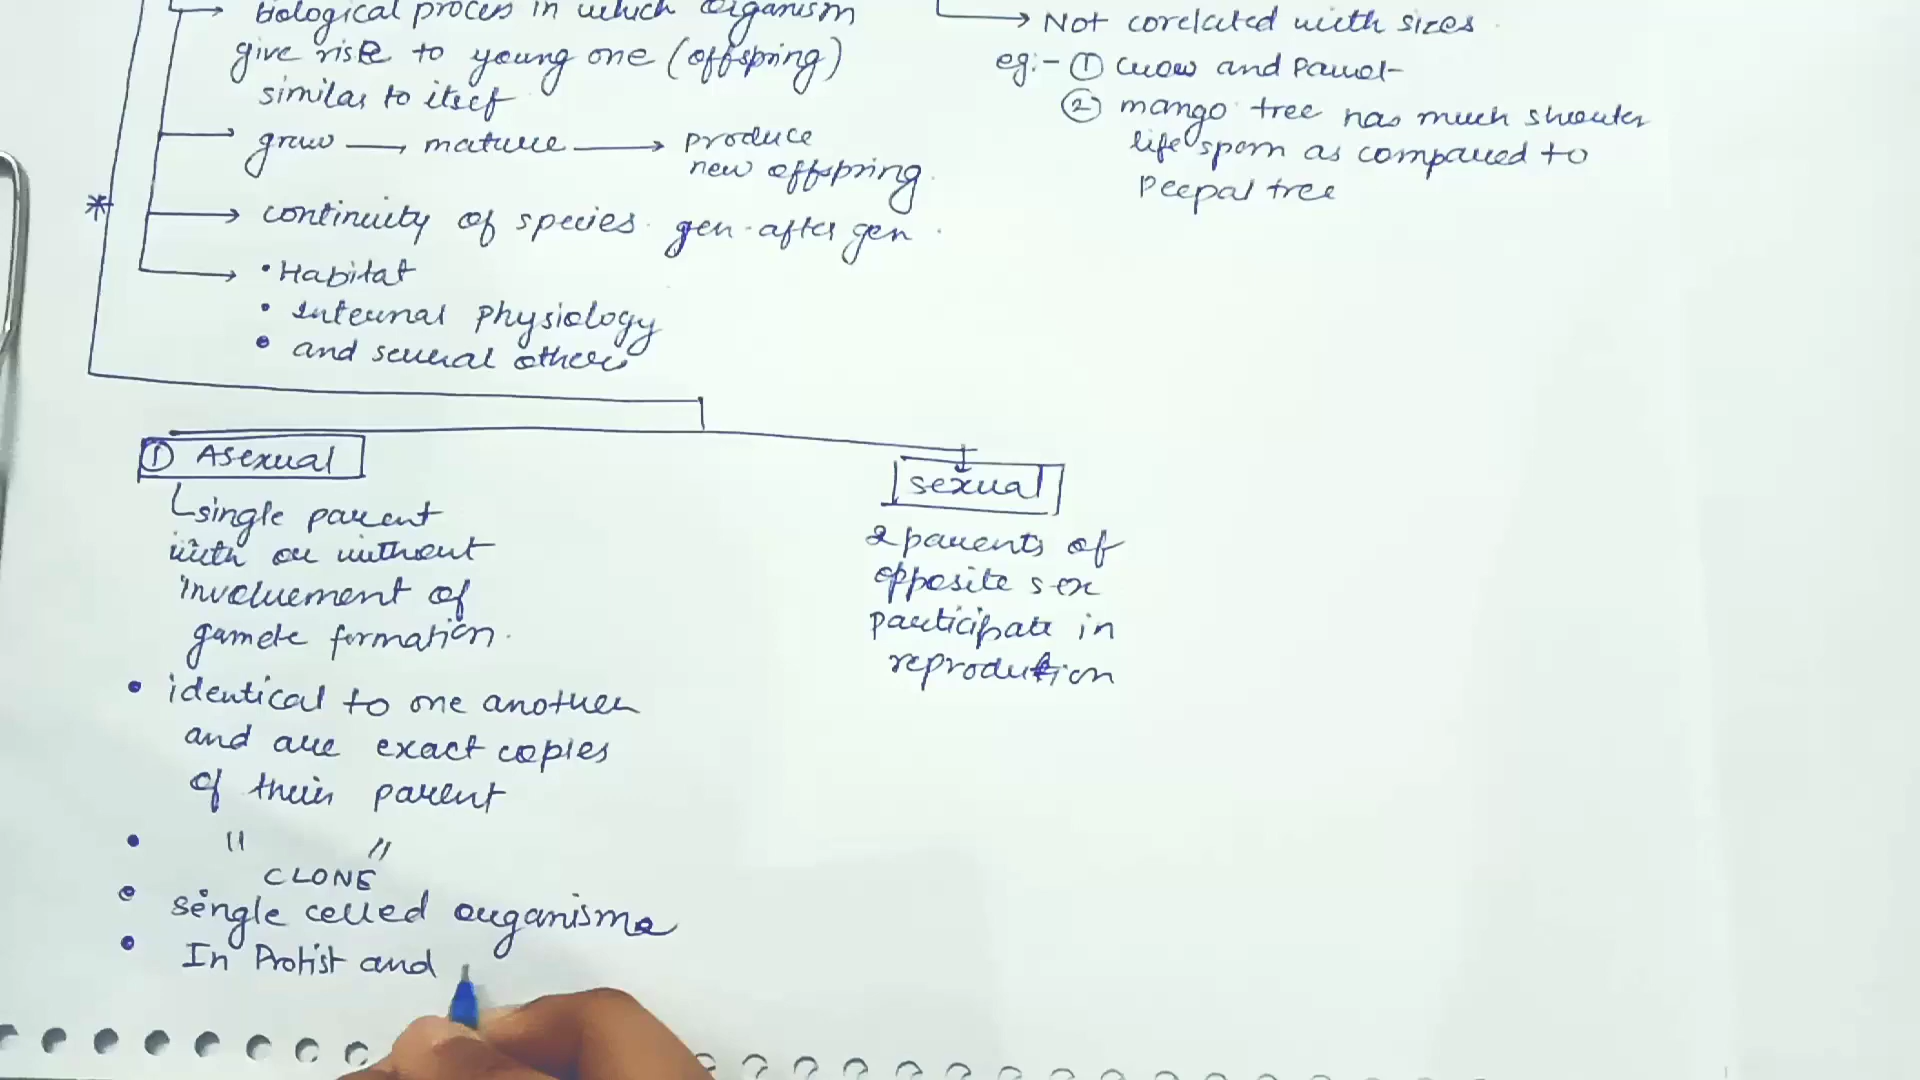 biological proces in which organism
give rise to young one (offspring)
similar to itself
grow → mature → produce
new offspring.
* → continuity of species. gen. after gen.
• Habitat
• internal physiology
• and several others
→ Not corelated with sizes
eg:- ① crow and Parrot
② mango tree has much shorter
life span as compared to
Peepal tree
① Asexual
single parent
with or without
involvement of
gamete formation.
• identical to one another
and are exact copies
of their parent
• " "
CLONE
• single celled organisms
• In Protist and
sexual
2 parents of
opposite sex
participate in
reproduction